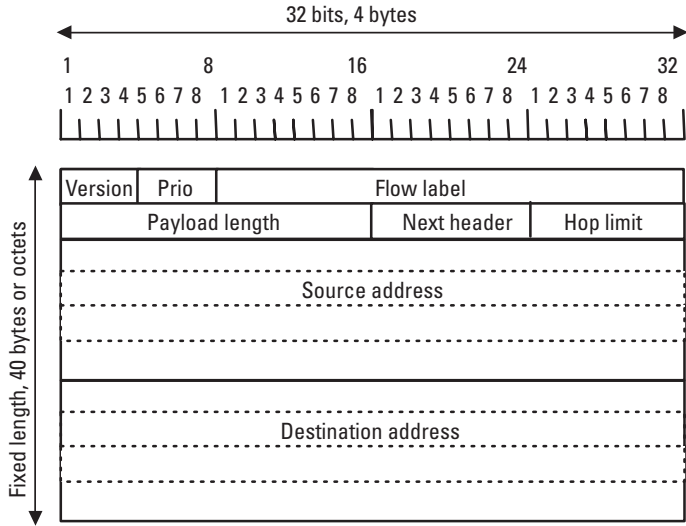 32 bits, 4 bytes
1 8 16 24 32
1 2 3 4 5 6 7 8 1 2 3 4 5 6 7 8 1 2 3 4 5 6 7 8 1 2 3 4 5 6 7 8
Fixed length, 40 bytes or octets
Version Prio Flow label
Payload length Next header Hop limit
Source address
Destination address